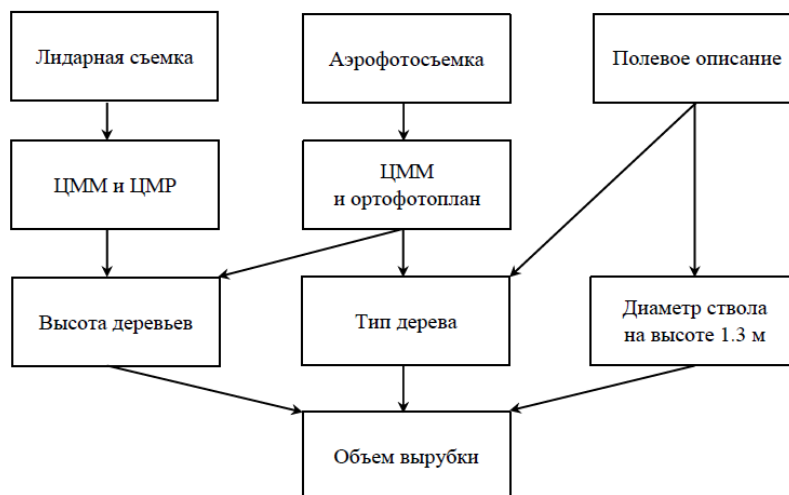 Лидарная съемка
Аэрофотосъемка
Полевое описание
ЦММ и ЦМР
ЦММ
и ортофотоплан
Высота деревьев
Тип дерева
Диаметр ствола
на высоте 1.3 м
Объем вырубки